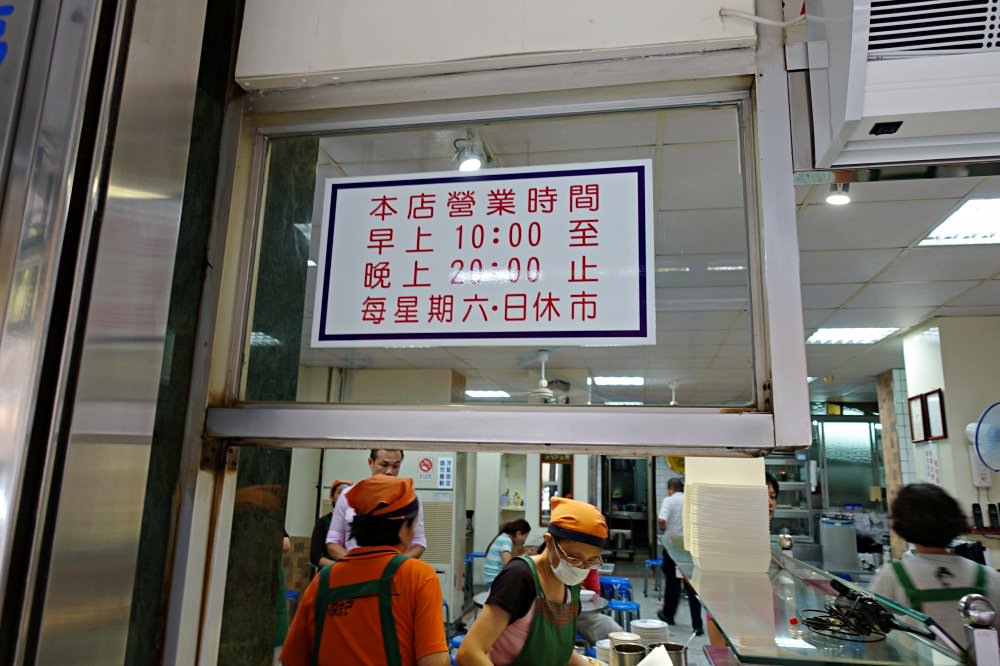 本店營業時間
早上 10:00 至
晚上 20:00 止
每星期六·日休市